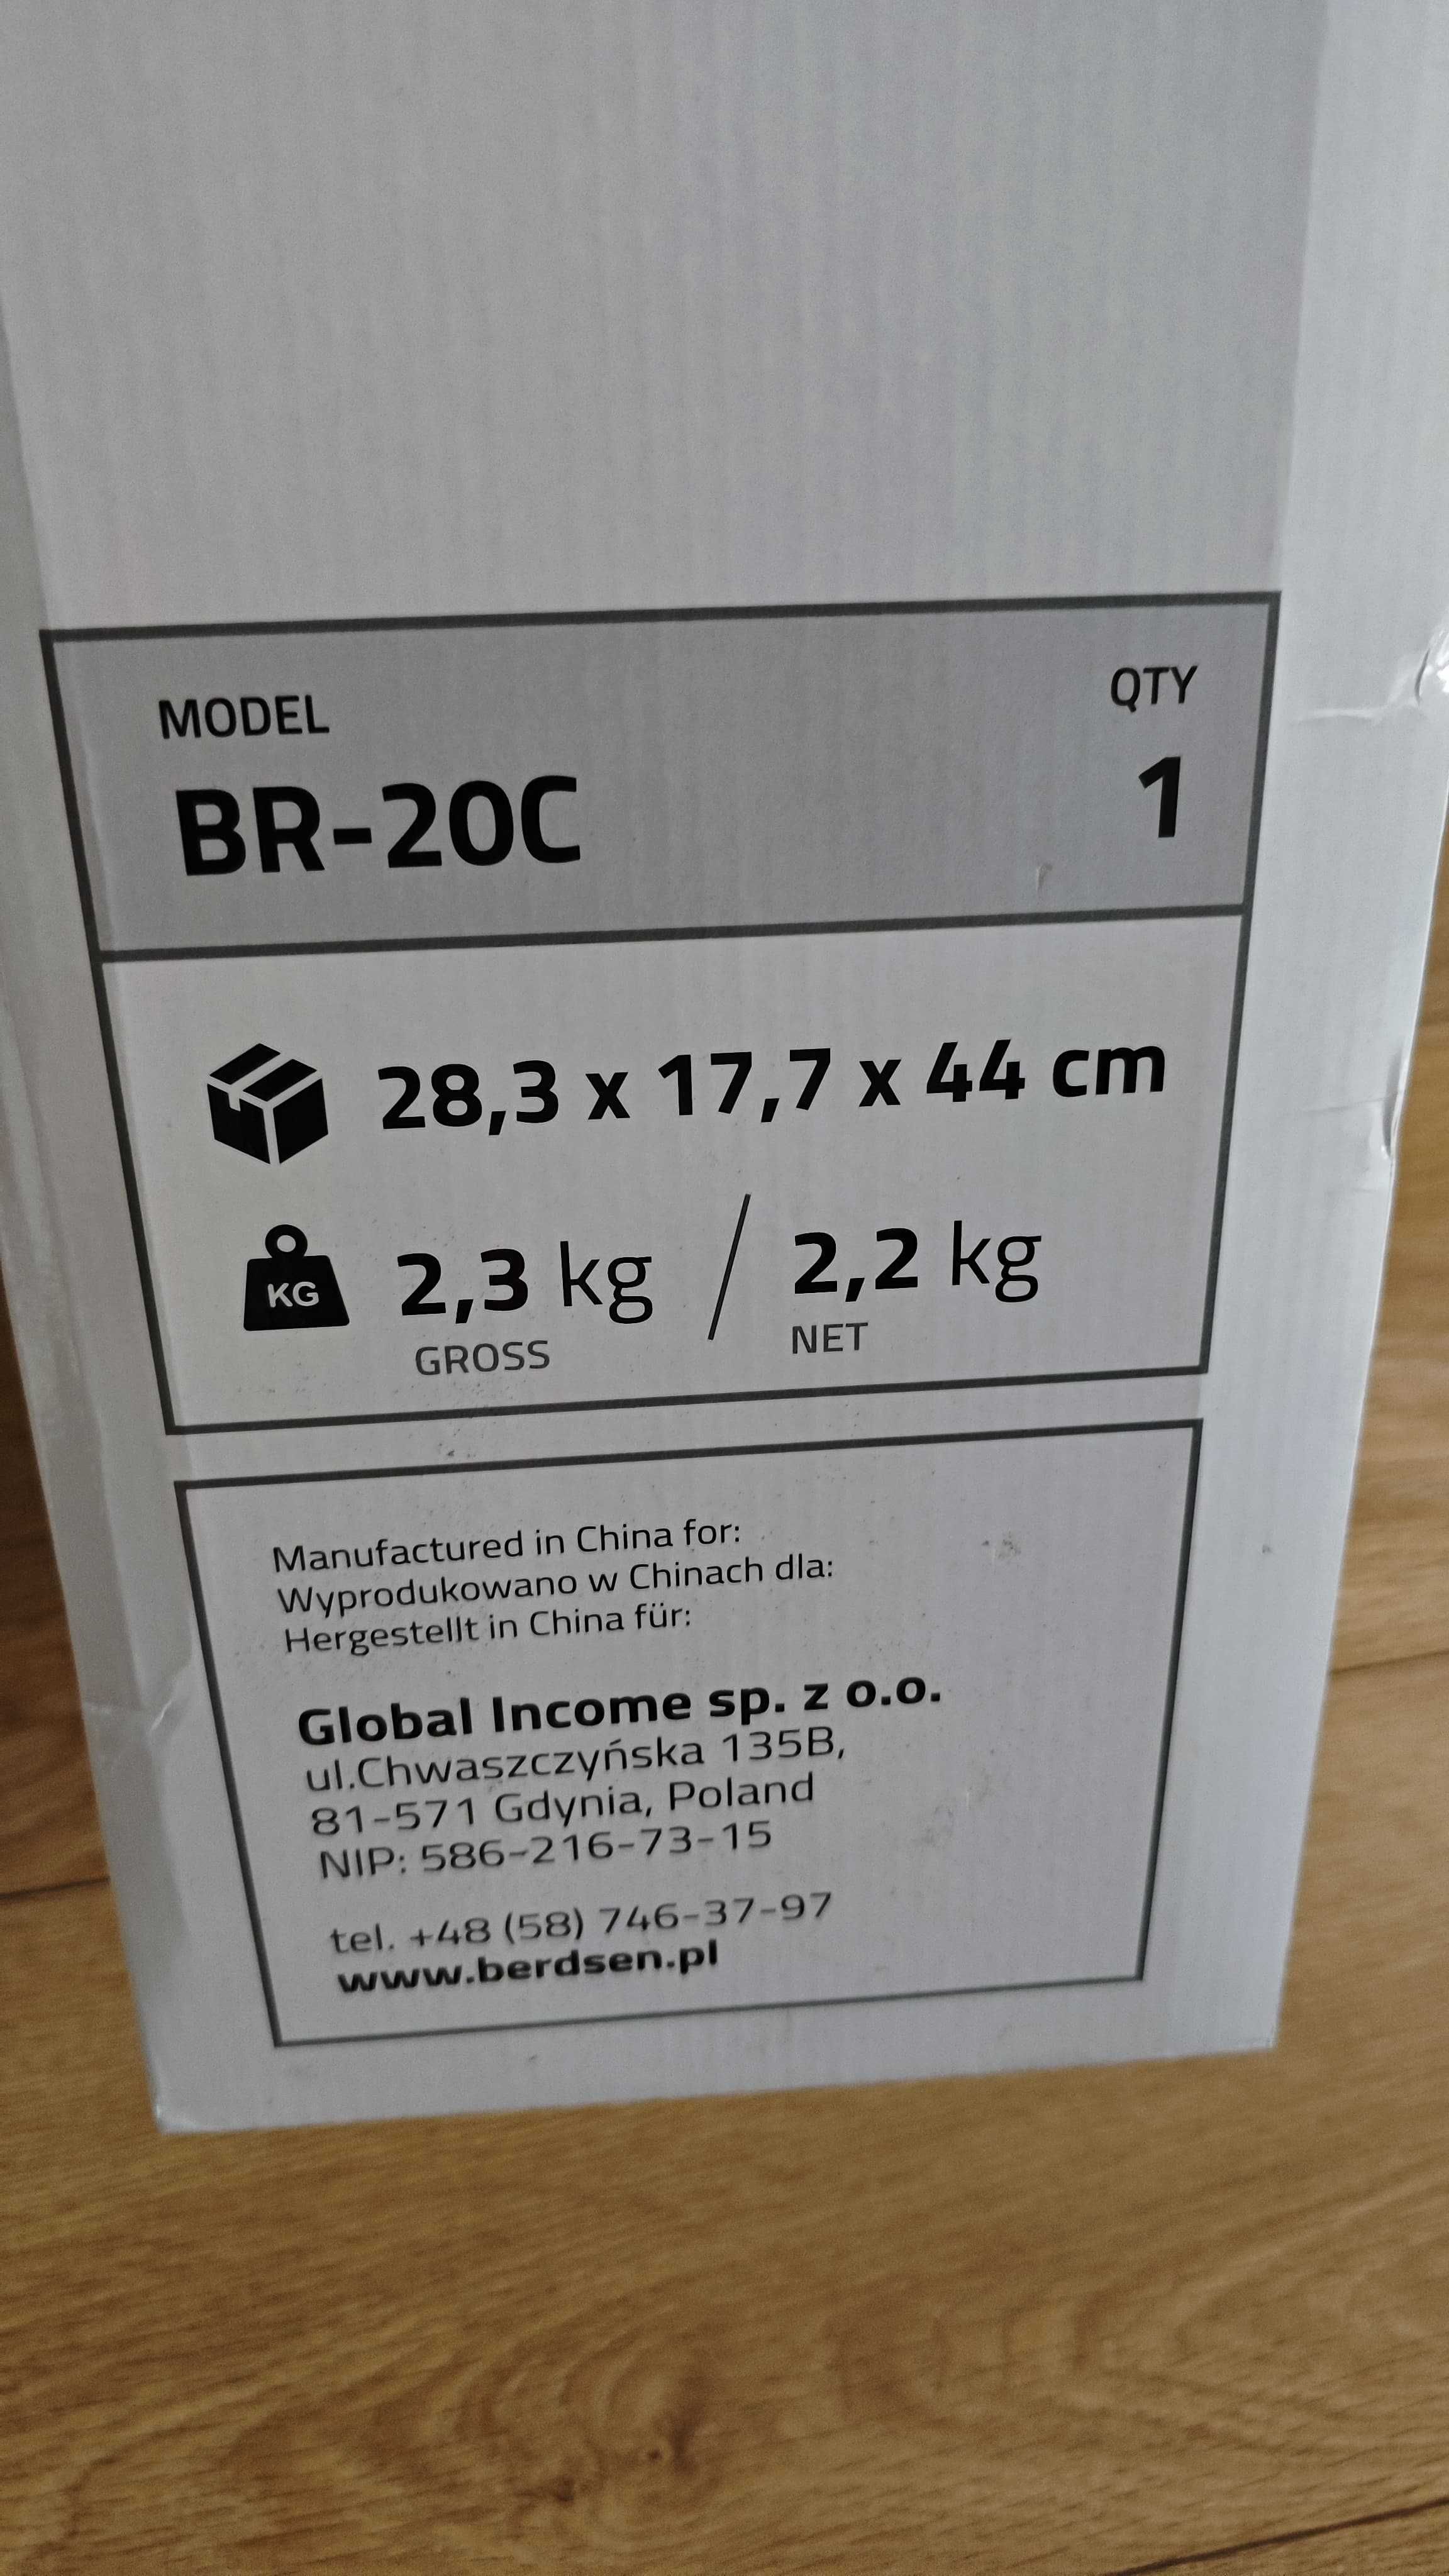 MODEL
QTY
BR-20C
1
28,3 x 17,7 x 44 cm
KG
2,3 kg / 2,2 kg
GROSS
NET
Manufactured in China for:
Wyprodukowano w Chinach dla:
Hergestellt in China für:
Global Income sp. z o.o.
ul.Chwaszczyńska 135B,
81-571 Gdynia, Poland
NIP: 586-216-73-15
tel. +48 (58) 746-37-97
www.berdsen.pl